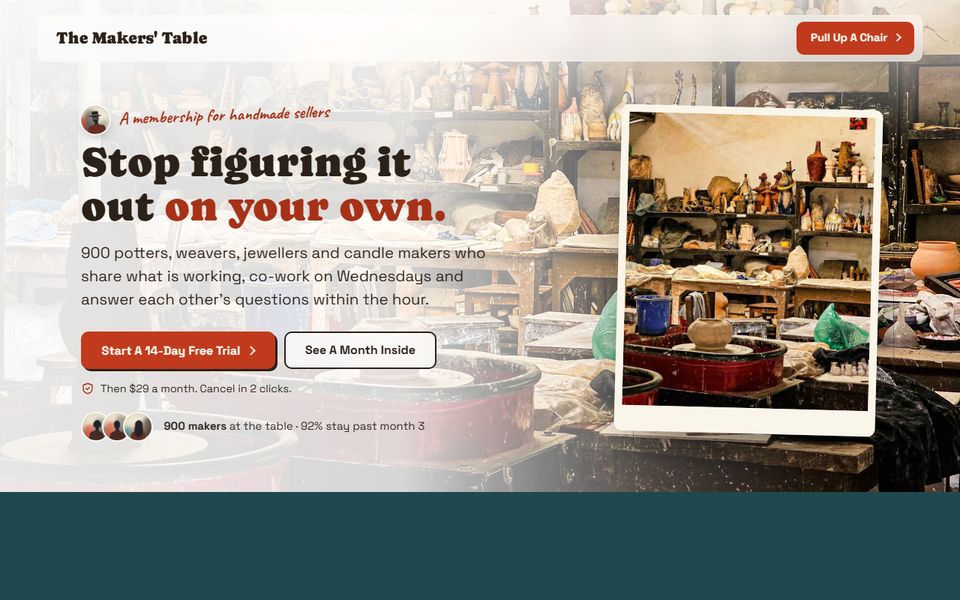 The Makers' Table
Pull Up A Chair
A membership for handmade sellers
Stop figuring it
out on your own.
900 potters, weavers, jewellers and candle makers who
share what is working, co-work on Wednesdays and
answer each other's questions within the hour.
Start A 14-Day Free Trial
See A Month Inside
Then $29 a month. Cancel in 2 clicks.
900 makers at the table · 92% stay past month 3